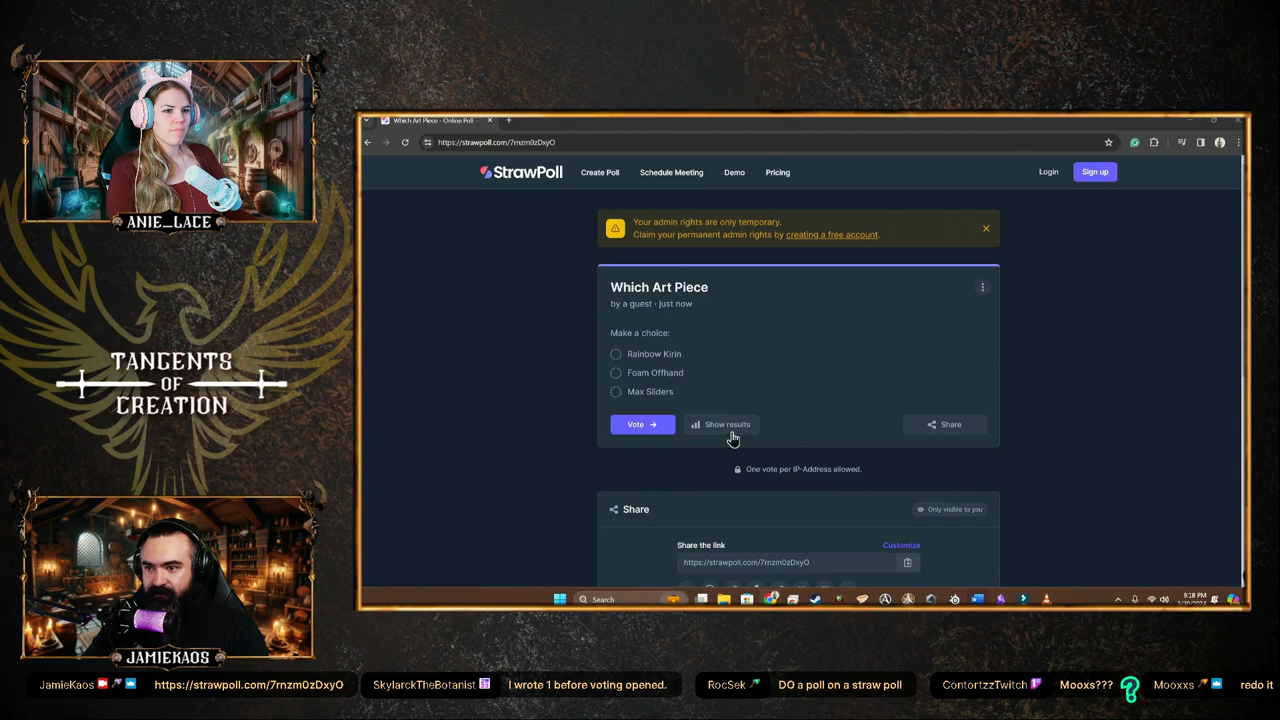 Which Art Piece - Online Poll
https://strawpoll.com/7rnzm0zDxyO
StrawPoll
Create Poll
Schedule Meeting
Demo
Pricing
Login
Sign up
Your admin rights are only temporary.
Claim your permanent admin rights by creating a free account.
Which Art Piece
by a guest · just now
Make a choice:
Rainbow Kirin
Foam Offhand
Max Sliders
Vote →
Show results
Share
One vote per IP-Address allowed.
Share
Only visible to you
Share the link
Customize
https://strawpoll.com/7rnzm0zDxyO
Search
9:18 PM
ANIE_LACE
TANGENTS
OF
CREATION
JAMIEKAOS
JamieKaos https://strawpoll.com/7rnzm0zDxyO SkylarckTheBotanist I wrote 1 before voting opened. RocSek DO a poll on a straw poll ContortzzTwitch Mooxs??? Mooxxs redo it